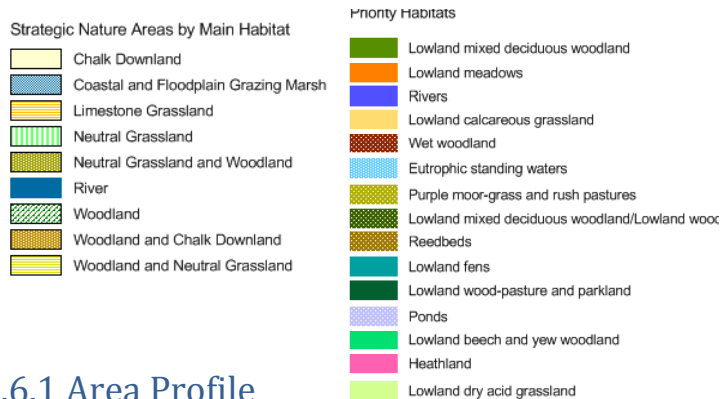 Strategic Nature Areas by Main Habitat
Chalk Downland
Coastal and Floodplain Grazing Marsh
Limestone Grassland
Neutral Grassland
Neutral Grassland and Woodland
River
Woodland
Woodland and Chalk Downland
Woodland and Neutral Grassland
Priority Habitats
Lowland mixed deciduous woodland
Lowland meadows
Rivers
Lowland calcareous grassland
Wet woodland
Eutrophic standing waters
Purple moor-grass and rush pastures
Lowland mixed deciduous woodland/Lowland wood
Reedbeds
Lowland fens
Lowland wood-pasture and parkland
Ponds
Lowland beech and yew woodland
Heathland
Lowland dry acid grassland
.6.1 Area Profile